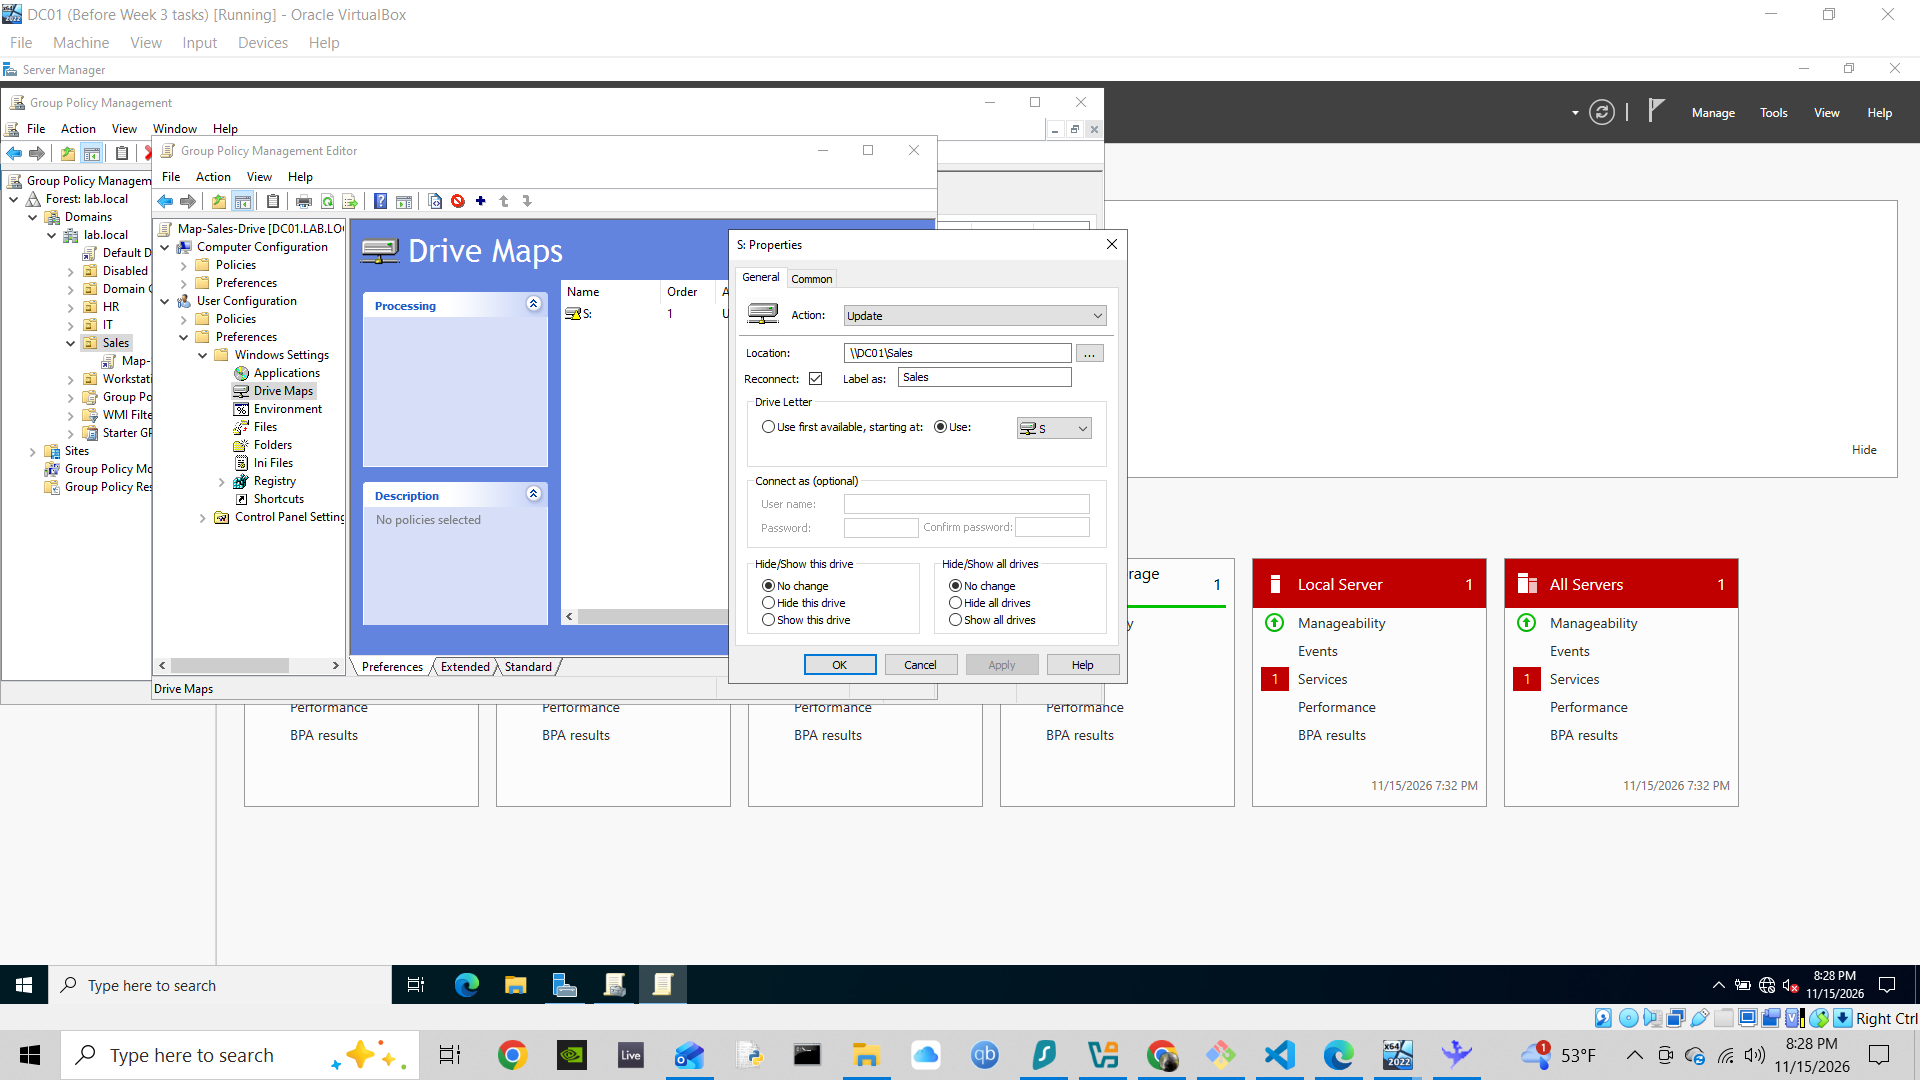 DC01 (Before Week 3 tasks) [Running] - Oracle VirtualBox
File Machine View Input Devices Help
Server Manager
Manage Tools View Help
Group Policy Management
File Action View Window Help
Group Policy Managem
Forest: lab.local
Domains
lab.local
Default D
Disabled
Domain C
HR
IT
Sales
Map-
Workstati
Group Po
WMI Filte
Starter GP
Sites
Group Policy Mo
Group Policy Res
Group Policy Management Editor
File Action View Help
Map-Sales-Drive [DC01.LAB.LO
Computer Configuration
Policies
Preferences
User Configuration
Policies
Preferences
Windows Settings
Applications
Drive Maps
Environment
Files
Folders
Ini Files
Registry
Shortcuts
Control Panel Setting
Drive Maps
Processing
Description
No policies selected
Name Order A
S: 1 U
Preferences Extended Standard
Drive Maps
S: Properties
General Common
Action: Update
Location: \\DC01\Sales ...
Reconnect: Label as: Sales
Drive Letter
Use first available, starting at: Use: S
Connect as (optional)
User name:
Password: Confirm password:
Hide/Show this drive
No change
Hide this drive
Show this drive
Hide/Show all drives
No change
Hide all drives
Show all drives
OK Cancel Apply Help
Hide
rage 1
y
Performance
BPA results
Performance
BPA results
Performance
BPA results
Performance
BPA results
Local Server 1
Manageability
Events
1 Services
Performance
BPA results
11/15/2026 7:32 PM
All Servers 1
Manageability
Events
1 Services
Performance
BPA results
11/15/2026 7:32 PM
Type here to search
8:28 PM
11/15/2026
Right Ctrl
Type here to search
Live
qb
X64
2022
1
53°F
8:28 PM
11/15/2026